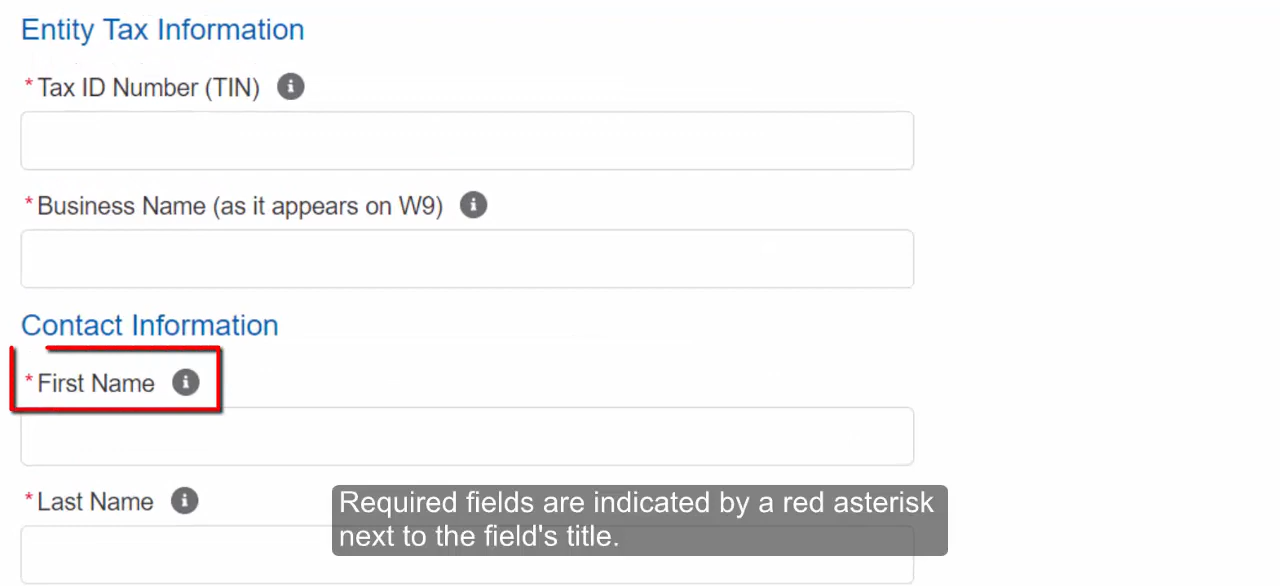 Entity Tax Information
*Tax ID Number (TIN)
*Business Name (as it appears on W9)
Contact Information
*First Name
*Last Name
Required fields are indicated by a red asterisk
next to the field's title.